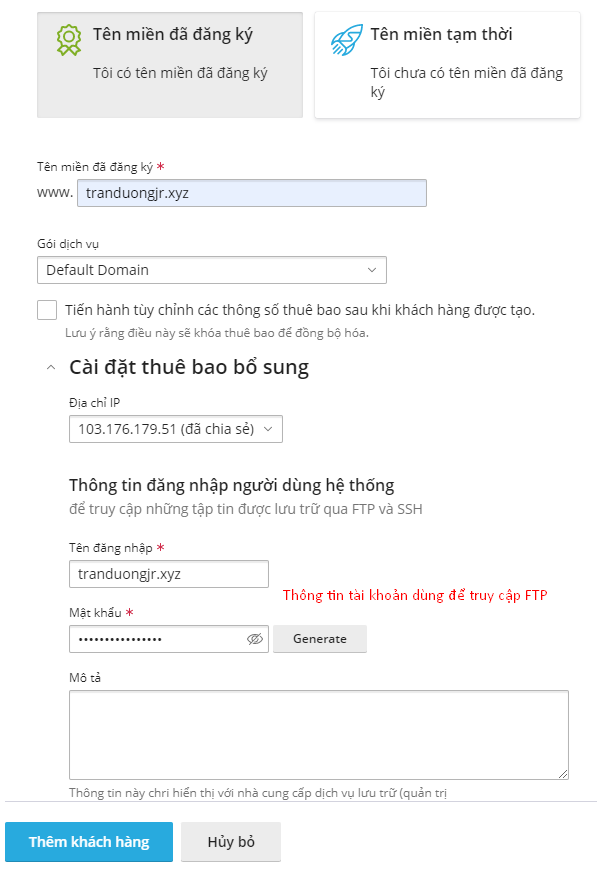 Tên miền đã đăng ký
Tôi có tên miền đã đăng ký
Tên miền tạm thời
Tôi chưa có tên miền đã đăng
ký
Tên miền đã đăng ký *
www. tranduongjr.xyz
Gói dịch vụ
Default Domain
Tiến hành tùy chỉnh các thông số thuê bao sau khi khách hàng được tạo.
Lưu ý rằng điều này sẽ khóa thuê bao để đồng bộ hóa.
Cài đặt thuê bao bổ sung
Địa chỉ IP
103.176.179.51 (đã chia sẻ)
Thông tin đăng nhập người dùng hệ thống
để truy cập những tập tin được lưu trữ qua FTP và SSH
Tên đăng nhập *
tranduongjr.xyz
Thông tin tài khoản dùng để truy cập FTP
Mật khẩu *
••••••••••••••••
Generate
Mô tả
Thông tin này chri hiển thị với nhà cung cấp dịch vụ lưu trữ (quản trị
Thêm khách hàng
Hủy bỏ